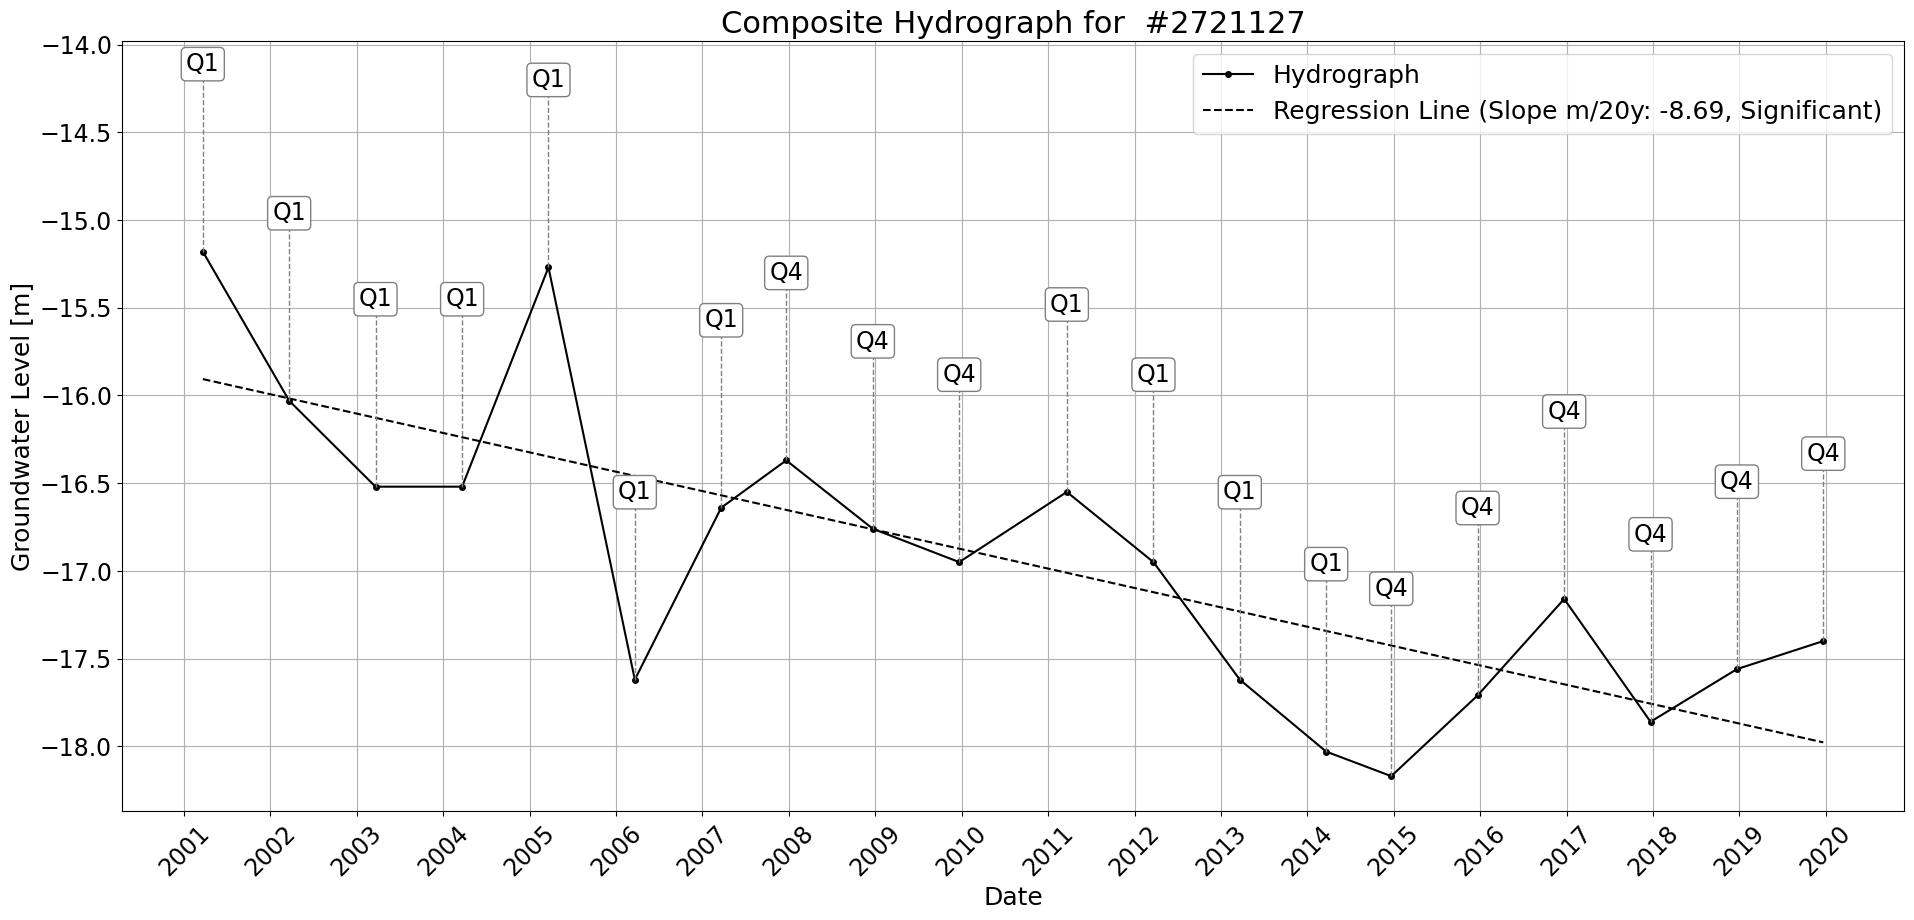 Composite Hydrograph for  #2721127
Hydrograph
Regression Line (Slope m/20y: -8.69, Significant)
Groundwater Level [m]
−14.0
−14.5
−15.0
−15.5
−16.0
−16.5
−17.0
−17.5
−18.0
Q1
Q1
Q1
Q1
Q1
Q1
Q1
Q4
Q4
Q4
Q1
Q1
Q1
Q1
Q4
Q4
Q4
Q4
Q4
Q4
2001
2002
2003
2004
2005
2006
2007
2008
2009
2010
2011
2012
2013
2014
2015
2016
2017
2018
2019
2020
Date